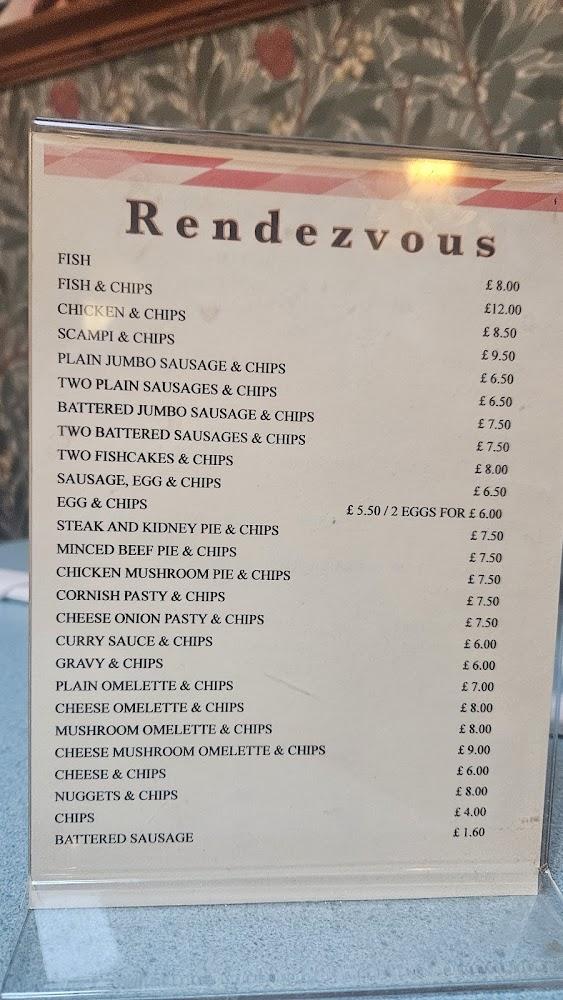 Rendezvous
FISH £ 8.00
FISH & CHIPS £12.00
CHICKEN & CHIPS £ 8.50
SCAMPI & CHIPS £ 9.50
PLAIN JUMBO SAUSAGE & CHIPS £ 6.50
TWO PLAIN SAUSAGES & CHIPS £ 6.50
BATTERED JUMBO SAUSAGE & CHIPS £ 7.50
TWO BATTERED SAUSAGES & CHIPS £ 7.50
TWO FISHCAKES & CHIPS £ 8.00
SAUSAGE, EGG & CHIPS £ 6.50
EGG & CHIPS £ 5.50 / 2 EGGS FOR £ 6.00
STEAK AND KIDNEY PIE & CHIPS £ 7.50
MINCED BEEF PIE & CHIPS £ 7.50
CHICKEN MUSHROOM PIE & CHIPS £ 7.50
CORNISH PASTY & CHIPS £ 7.50
CHEESE ONION PASTY & CHIPS £ 7.50
CURRY SAUCE & CHIPS £ 6.00
GRAVY & CHIPS £ 6.00
PLAIN OMELETTE & CHIPS £ 7.00
CHEESE OMELETTE & CHIPS £ 8.00
MUSHROOM OMELETTE & CHIPS £ 8.00
CHEESE MUSHROOM OMELETTE & CHIPS £ 9.00
CHEESE & CHIPS £ 6.00
NUGGETS & CHIPS £ 8.00
CHIPS £ 4.00
BATTERED SAUSAGE £ 1.60